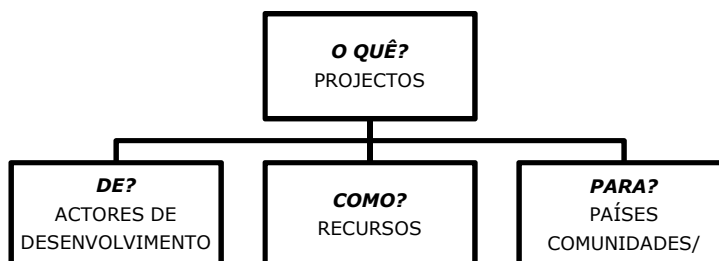 O QUÊ?
PROJECTOS
DE?
ACTORES DE
DESENVOLVIMENTO
COMO?
RECURSOS
PARA?
PAÍSES
COMUNIDADES/